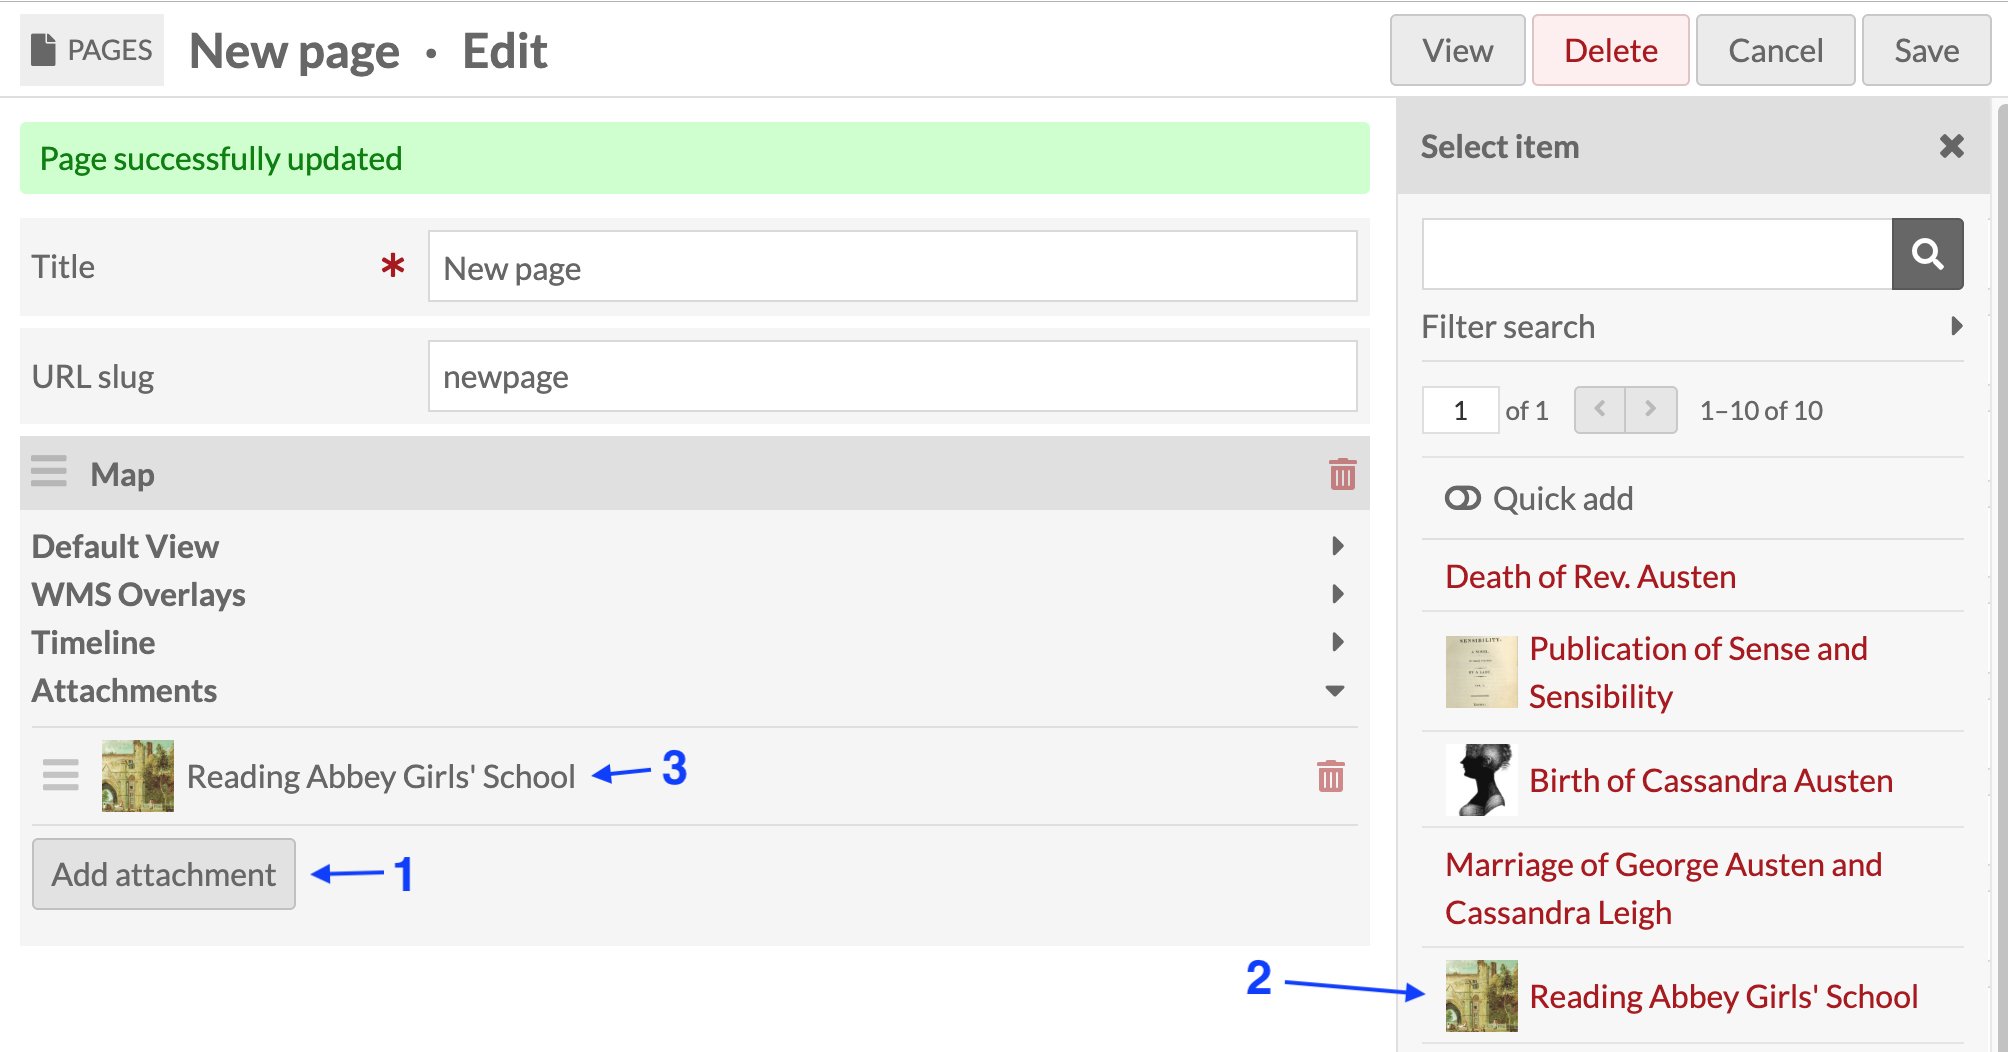 PAGES New page · Edit
View Delete Cancel Save
Page successfully updated
Title * New page
URL slug newpage
Map
Default View
WMS Overlays
Timeline
Attachments
Reading Abbey Girls' School 3
Add attachment 1
2
Select item
Filter search
1 of 1 1–10 of 10
Quick add
Death of Rev. Austen
SENSIBILITY:
Publication of Sense and
Sensibility
Birth of Cassandra Austen
Marriage of George Austen and
Cassandra Leigh
Reading Abbey Girls' School